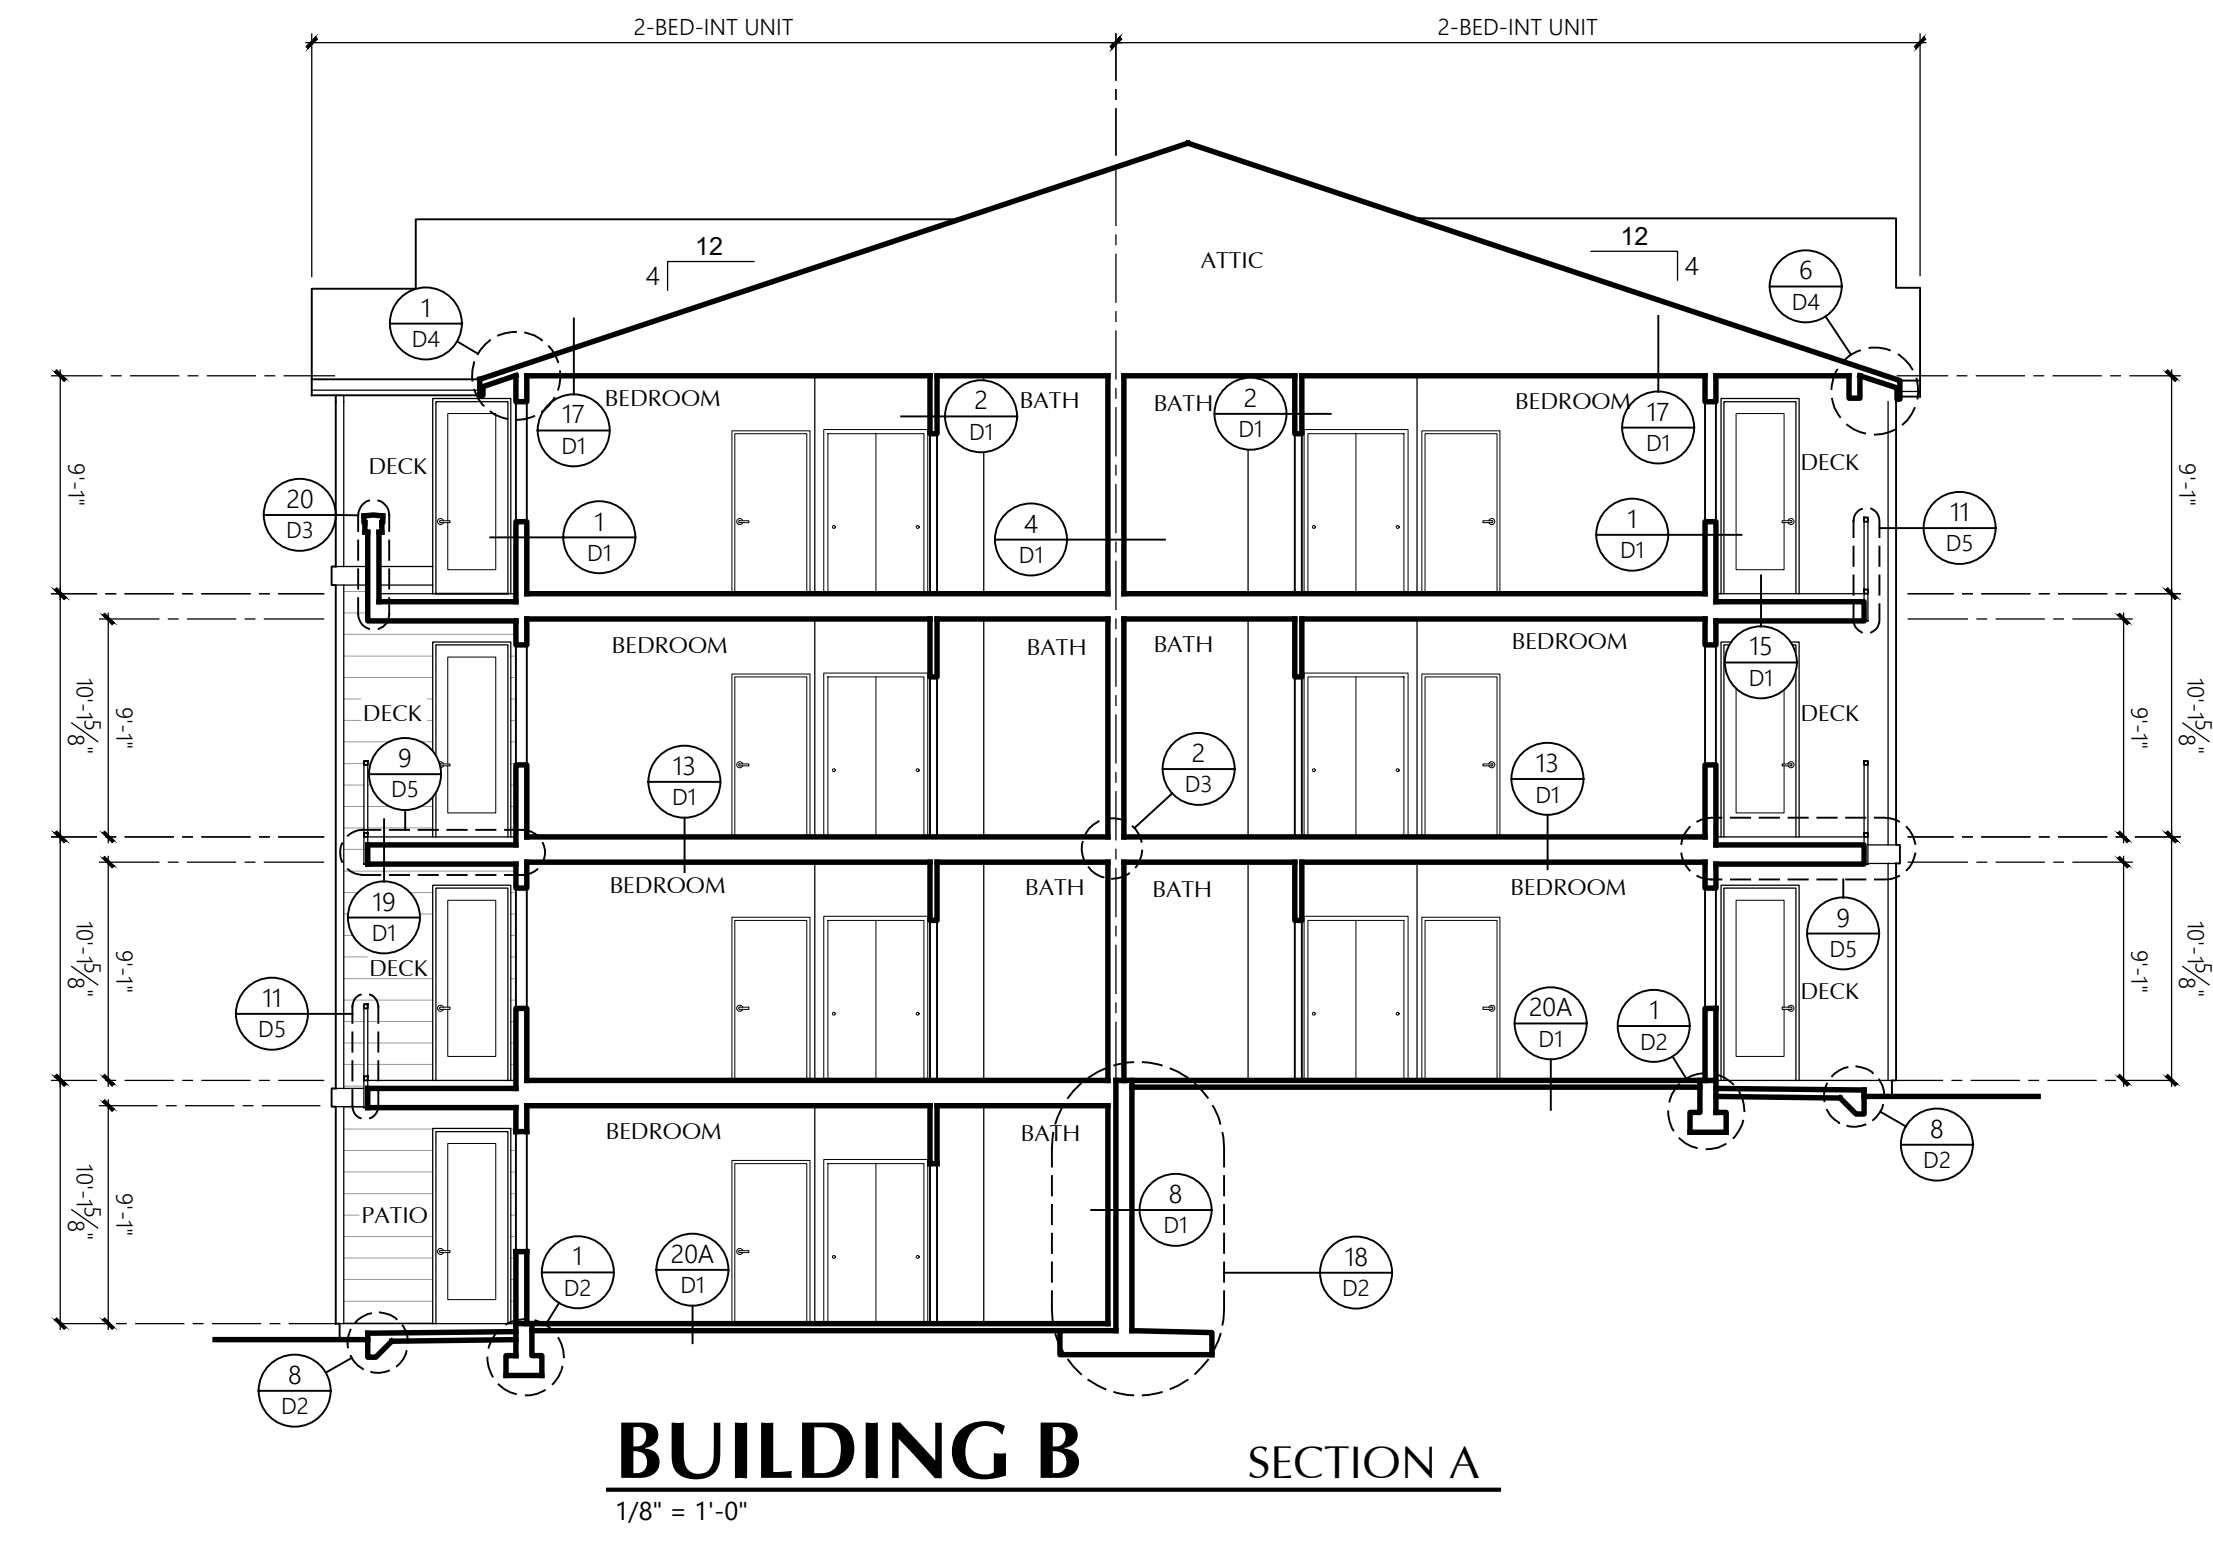 2-BED-INT UNIT
2-BED-INT UNIT
ATTIC
12
4
12
4
1
D4
6
D4
BEDROOM
2
D1
BATH
BATH
2
D1
BEDROOM
17
D1
17
D1
DECK
DECK
9'-1"
9'-1"
20
D3
1
D1
4
D1
1
D1
11
D5
BEDROOM
BATH
BATH
BEDROOM
15
D1
DECK
DECK
10'-1 5/8"
9'-1"
9'-1"
10'-1 5/8"
9
D5
13
D1
2
D3
13
D1
BEDROOM
BATH
BATH
BEDROOM
19
D1
9
D5
DECK
DECK
10'-1 5/8"
9'-1"
9'-1"
10'-1 5/8"
11
D5
20A
D1
1
D2
BEDROOM
BATH
8
D2
PATIO
8
D1
10'-1 5/8"
9'-1"
1
D2
20A
D1
18
D2
8
D2
BUILDING B SECTION A
1/8" = 1'-0"